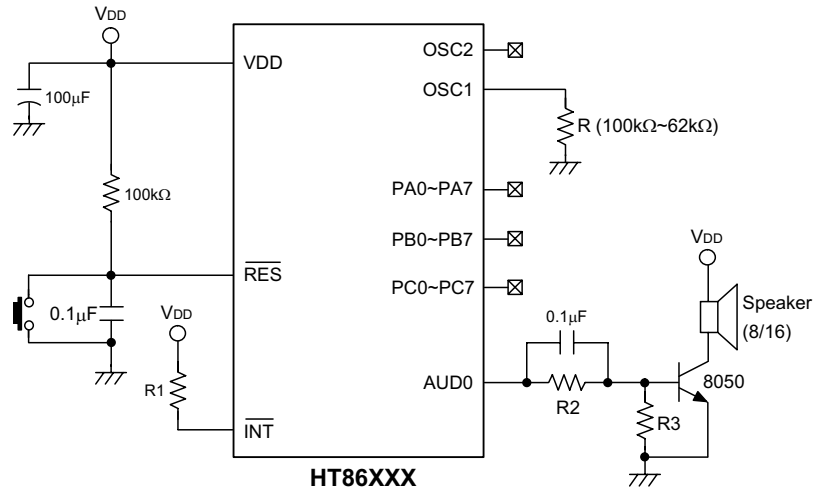 VDD
VDD
100μF
100kΩ
RES
0.1μF
VDD
R1
INT
OSC2
OSC1
R (100kΩ~62kΩ)
PA0~PA7
PB0~PB7
PC0~PC7
AUD0
0.1μF
R2
R3
VDD
Speaker
(8/16)
8050
HT86XXX